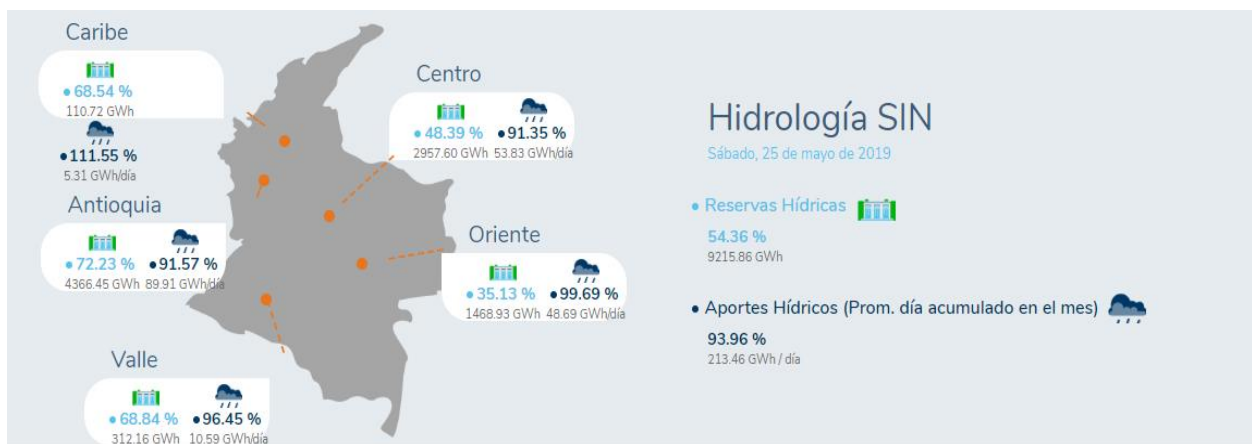 Caribe
• 68.54 %
110.72 GWh
• 111.55 %
5.31 GWh/día
Centro
• 48.39 % • 91.35 %
2957.60 GWh 53.83 GWh/día
Antioquia
• 72.23 % • 91.57 %
4366.45 GWh 89.91 GWh/día
Oriente
• 35.13 % • 99.69 %
1468.93 GWh 48.69 GWh/día
Valle
• 68.84 % • 96.45 %
312.16 GWh 10.59 GWh/día
Hidrología SIN
Sábado, 25 de mayo de 2019
• Reservas Hídricas
54.36 %
9215.86 GWh
• Aportes Hídricos (Prom. día acumulado en el mes)
93.96 %
213.46 GWh / día